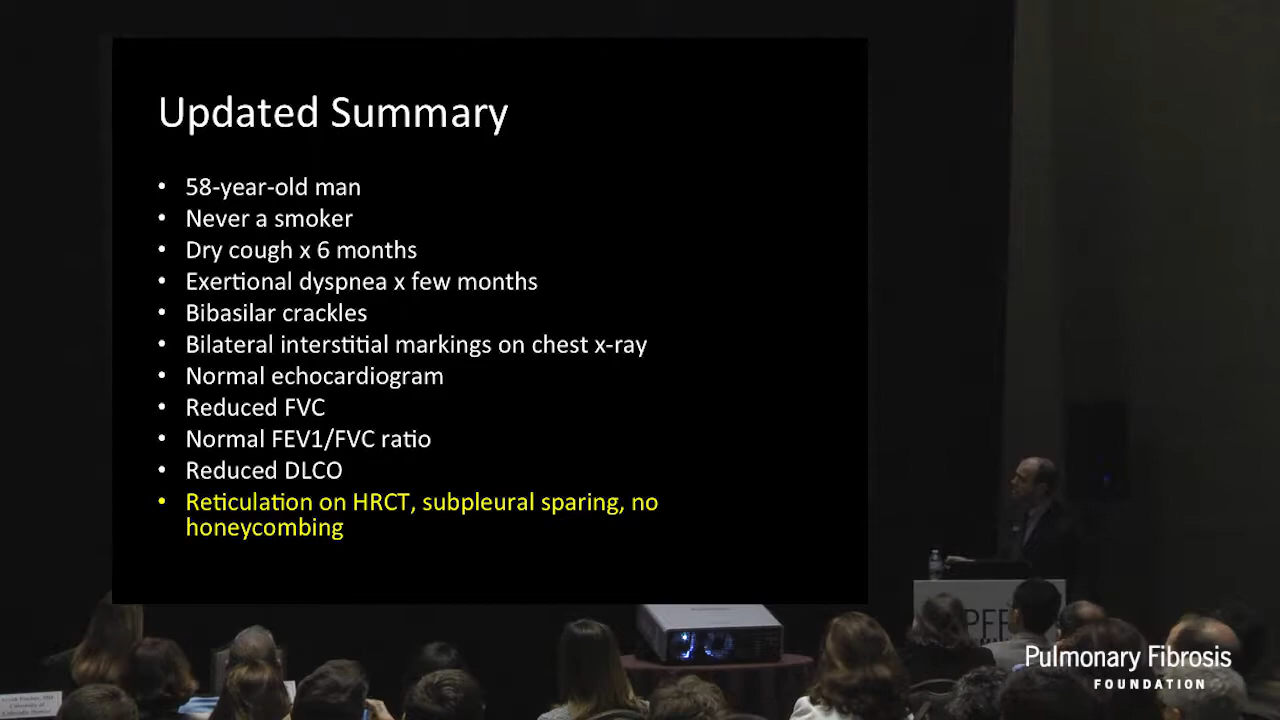 Updated Summary
• 58-year-old man
• Never a smoker
• Dry cough x 6 months
• Exertional dyspnea x few months
• Bibasilar crackles
• Bilateral interstitial markings on chest x-ray
• Normal echocardiogram
• Reduced FVC
• Normal FEV1/FVC ratio
• Reduced DLCO
• Reticulation on HRCT, subpleural sparing, no
honeycombing
PFF
Pulmonary Fibrosis
FOUNDATION